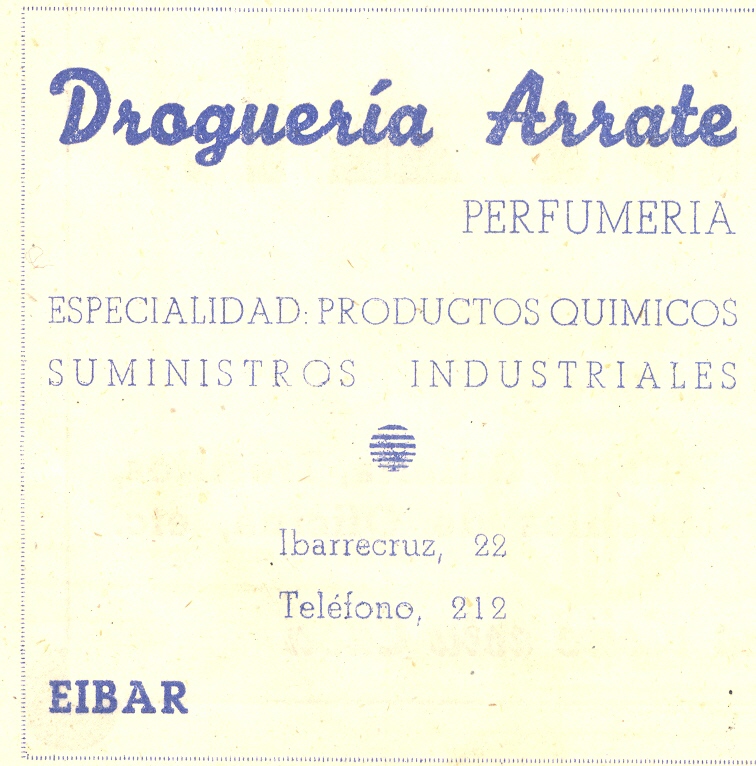 Droguería Arrate
PERFUMERIA
ESPECIALIDAD: PRODUCTOS QUIMICOS
SUMINISTROS INDUSTRIALES
Ibarrecruz, 22
Teléfono, 212
EIBAR